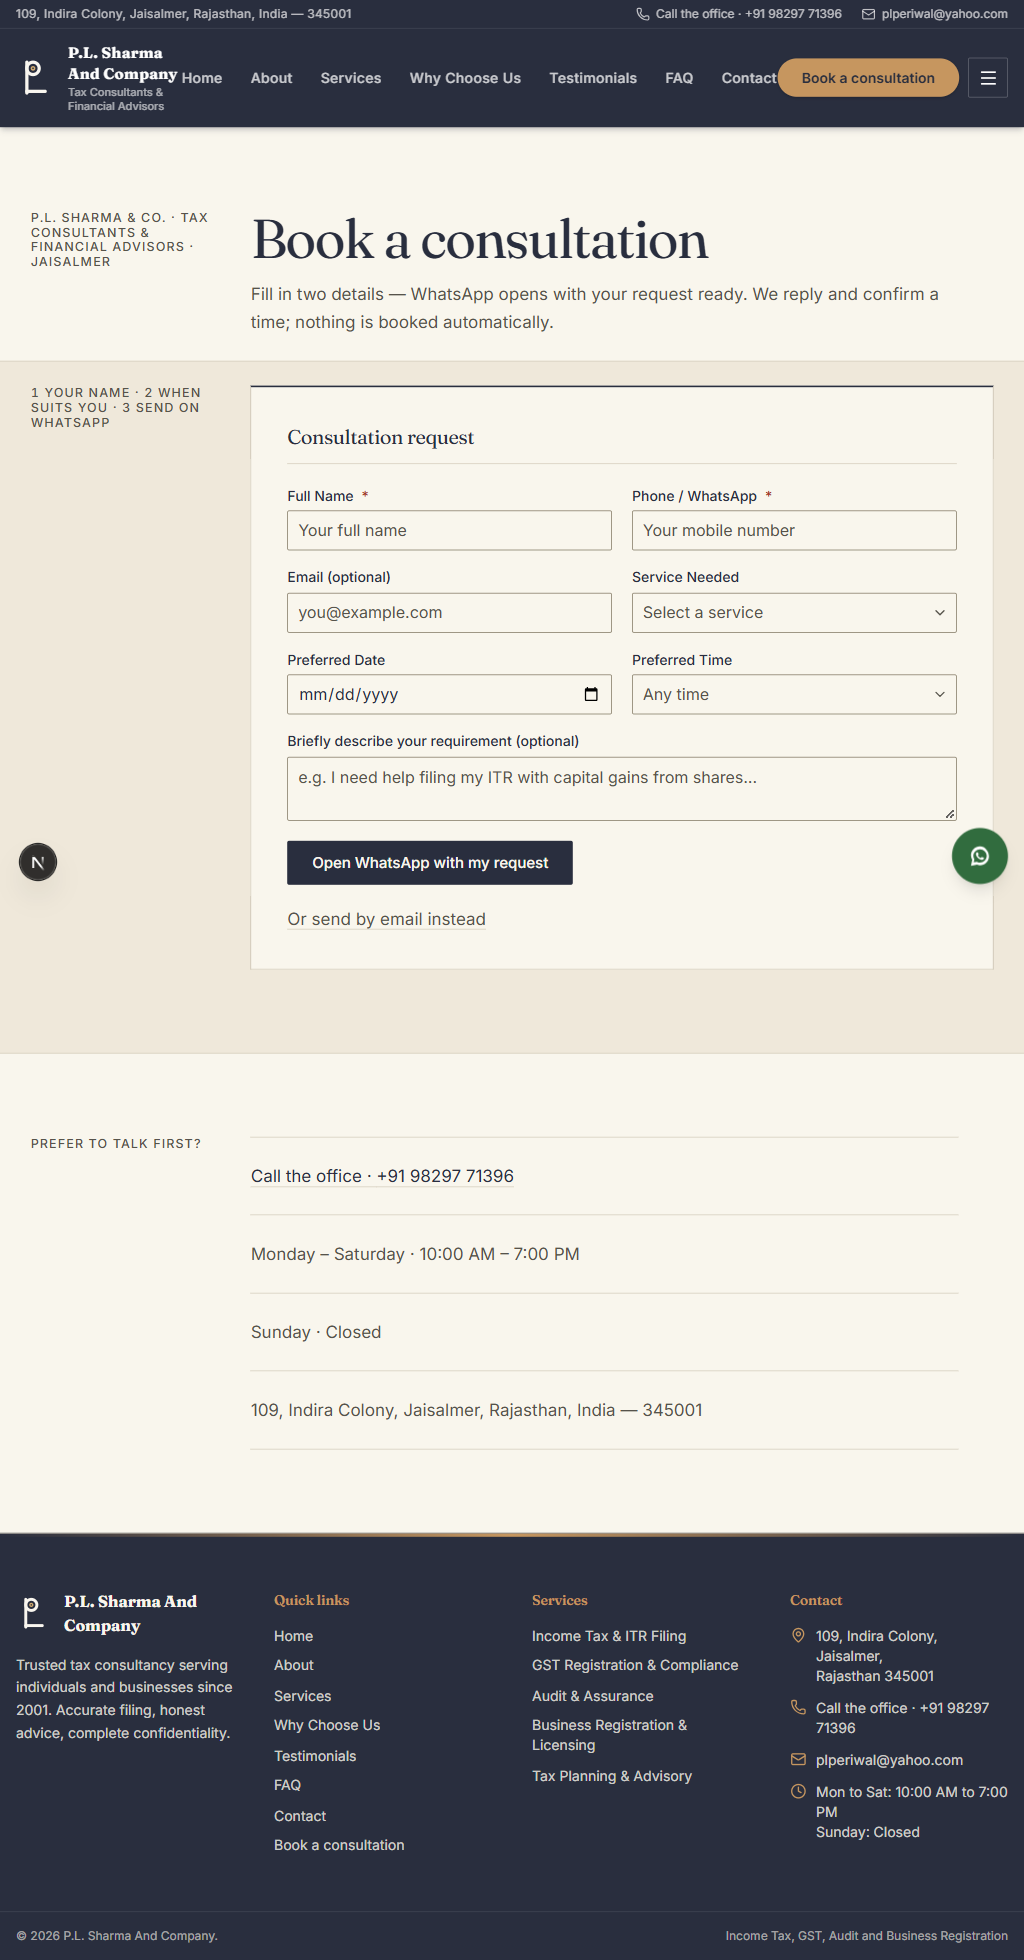 109, Indira Colony, Jaisalmer, Rajasthan, India — 345001
Call the office · +91 98297 71396
plperiwal@yahoo.com
P.L. Sharma
And Company
Tax Consultants &
Financial Advisors
Home
About
Services
Why Choose Us
Testimonials
FAQ
Contact
Book a consultation
P.L. SHARMA & CO. · TAX
CONSULTANTS &
FINANCIAL ADVISORS ·
JAISALMER
Book a consultation
Fill in two details — WhatsApp opens with your request ready. We reply and confirm a
time; nothing is booked automatically.
1 YOUR NAME · 2 WHEN
SUITS YOU · 3 SEND ON
WHATSAPP
Consultation request
Full Name *
Phone / WhatsApp *
Your full name
Your mobile number
Email (optional)
Service Needed
you@example.com
Select a service
Preferred Date
Preferred Time
mm/dd/yyyy
Any time
Briefly describe your requirement (optional)
e.g. I need help filing my ITR with capital gains from shares...
N
Open WhatsApp with my request
Or send by email instead
PREFER TO TALK FIRST?
Call the office · +91 98297 71396
Monday – Saturday · 10:00 AM – 7:00 PM
Sunday · Closed
109, Indira Colony, Jaisalmer, Rajasthan, India — 345001
P.L. Sharma And
Company
Trusted tax consultancy serving
individuals and businesses since
2001. Accurate filing, honest
advice, complete confidentiality.
Quick links
Home
About
Services
Why Choose Us
Testimonials
FAQ
Contact
Book a consultation
Services
Income Tax & ITR Filing
GST Registration & Compliance
Audit & Assurance
Business Registration &
Licensing
Tax Planning & Advisory
Contact
109, Indira Colony,
Jaisalmer,
Rajasthan 345001
Call the office · +91 98297
71396
plperiwal@yahoo.com
Mon to Sat: 10:00 AM to 7:00
PM
Sunday: Closed
© 2026 P.L. Sharma And Company.
Income Tax, GST, Audit and Business Registration